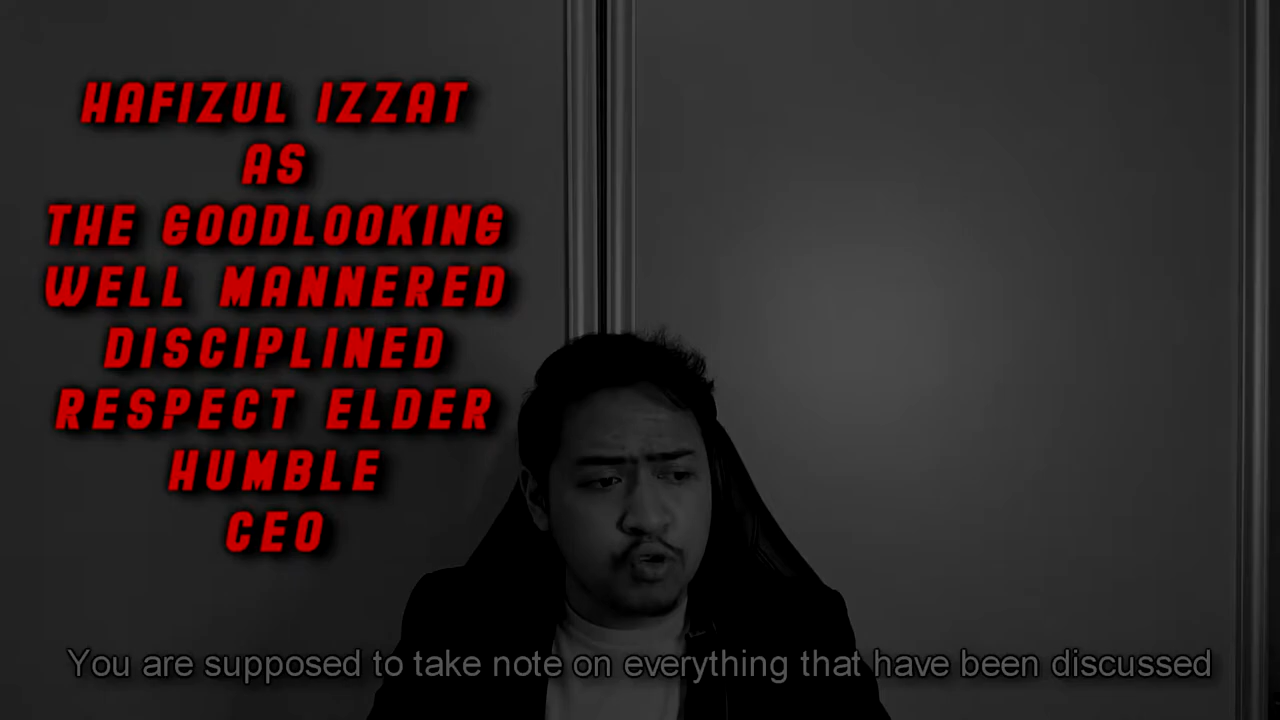 HAFIZUL IZZAT
AS
THE GOODLOOKING
WELL MANNERED
DISCIPLINED
RESPECT ELDER
HUMBLE
CEO
You are supposed to take note on everything that have been discussed